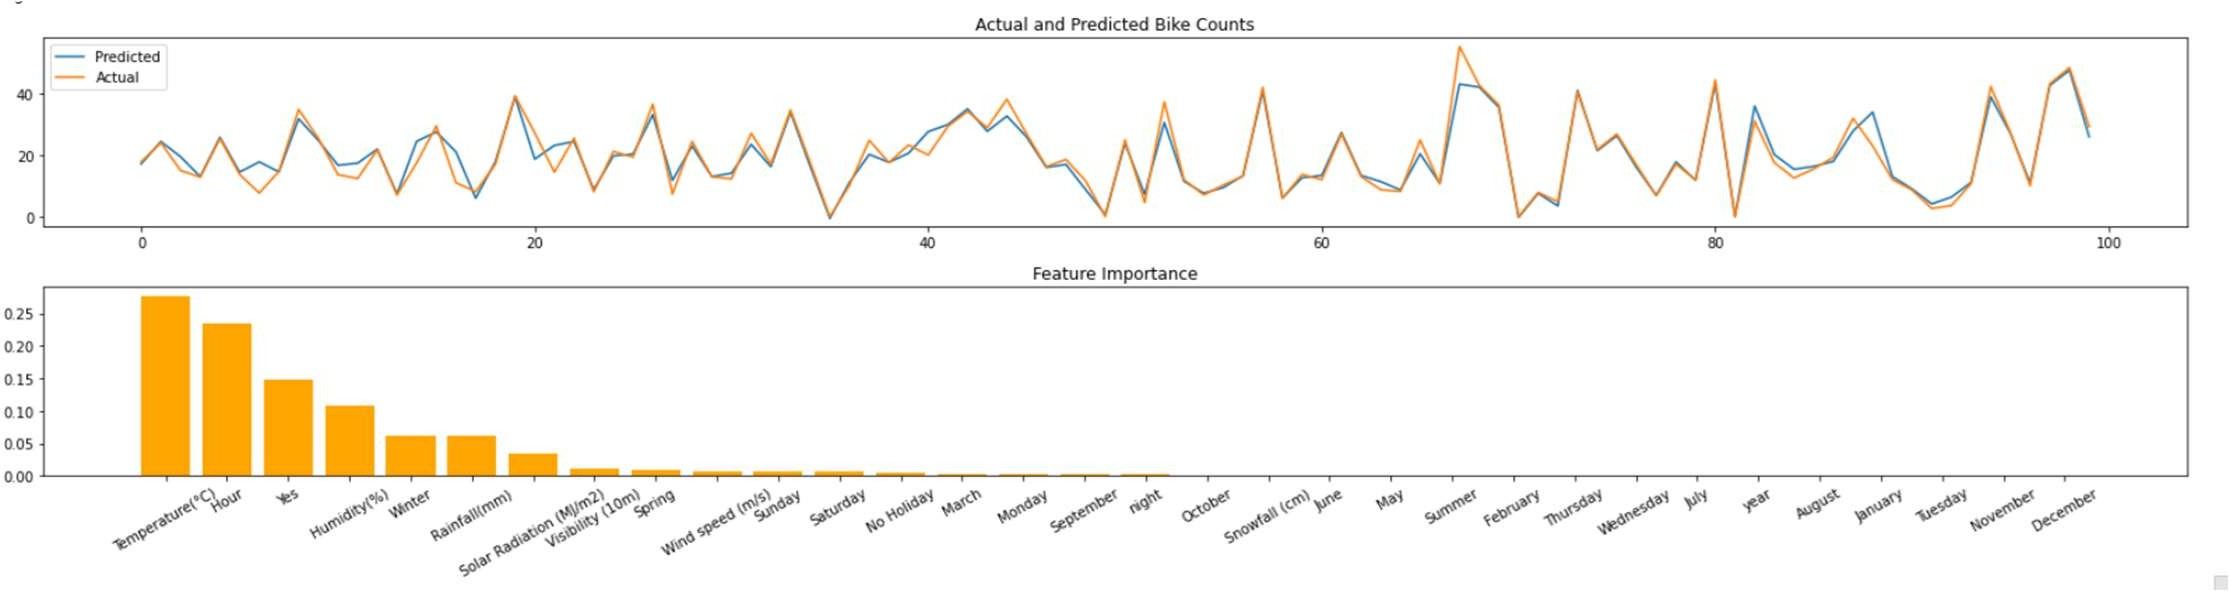 Actual and Predicted Bike Counts
Predicted
Actual
40
20
0
0 20 40 60 80 100
Feature Importance
0.25
0.20
0.15
0.10
0.05
0.00
Temperature(°C) Hour Yes Humidity(%) Winter Rainfall(mm) Solar Radiation (MJ/m2) Visibility (10m) Spring Wind speed (m/s) Sunday Saturday No Holiday March Monday September night October Snowfall (cm) June May Summer February Thursday Wednesday July year August January Tuesday November December